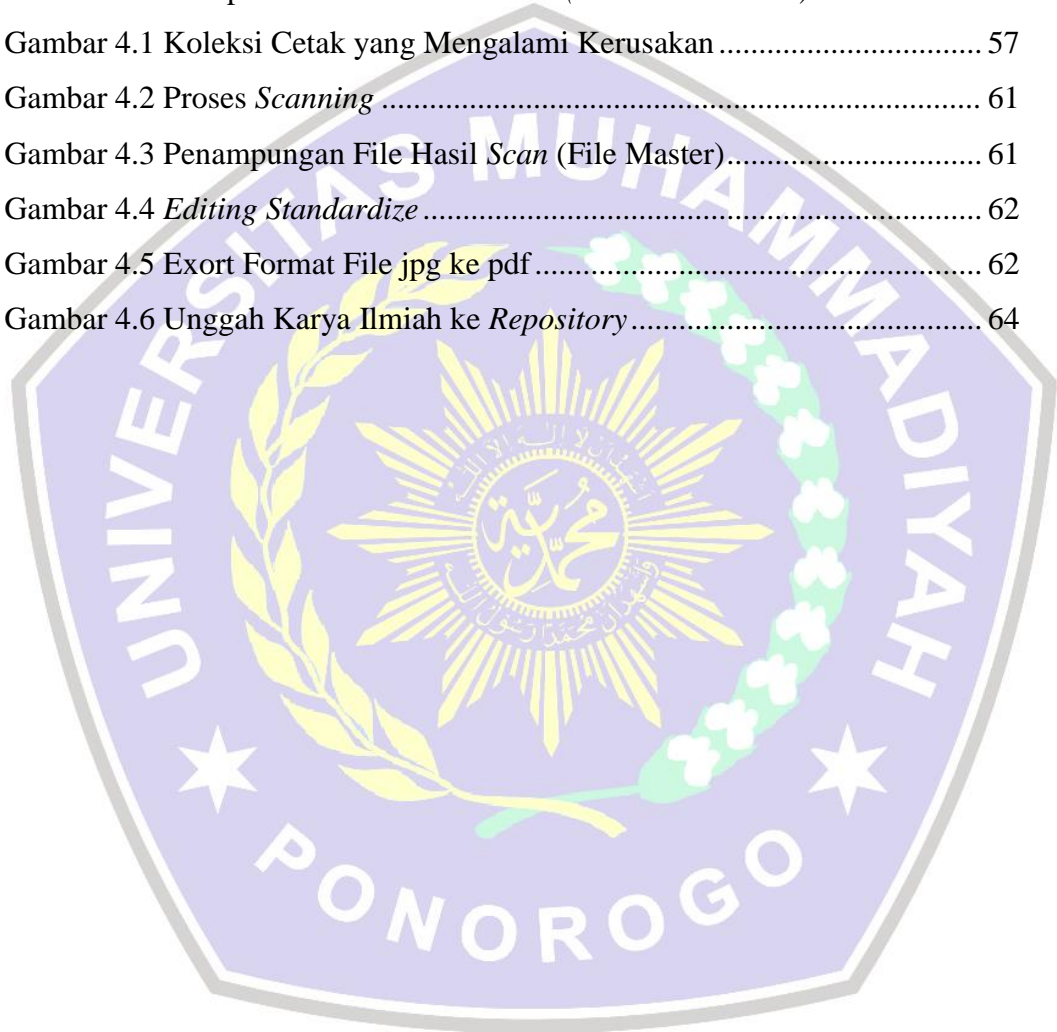 Gambar 4.1 Koleksi Cetak yang Mengalami Kerusakan ................................ 57
Gambar 4.2 Proses Scanning ......................................................................... 61
Gambar 4.3 Penampungan File Hasil Scan (File Master) ............................... 61
Gambar 4.4 Editing Standardize .................................................................... 62
Gambar 4.5 Exort Format File jpg ke pdf ...................................................... 62
Gambar 4.6 Unggah Karya Ilmiah ke Repository ........................................... 64
UNIVERSITAS MUHAMMADIYAH
PONOROGO
محمدية